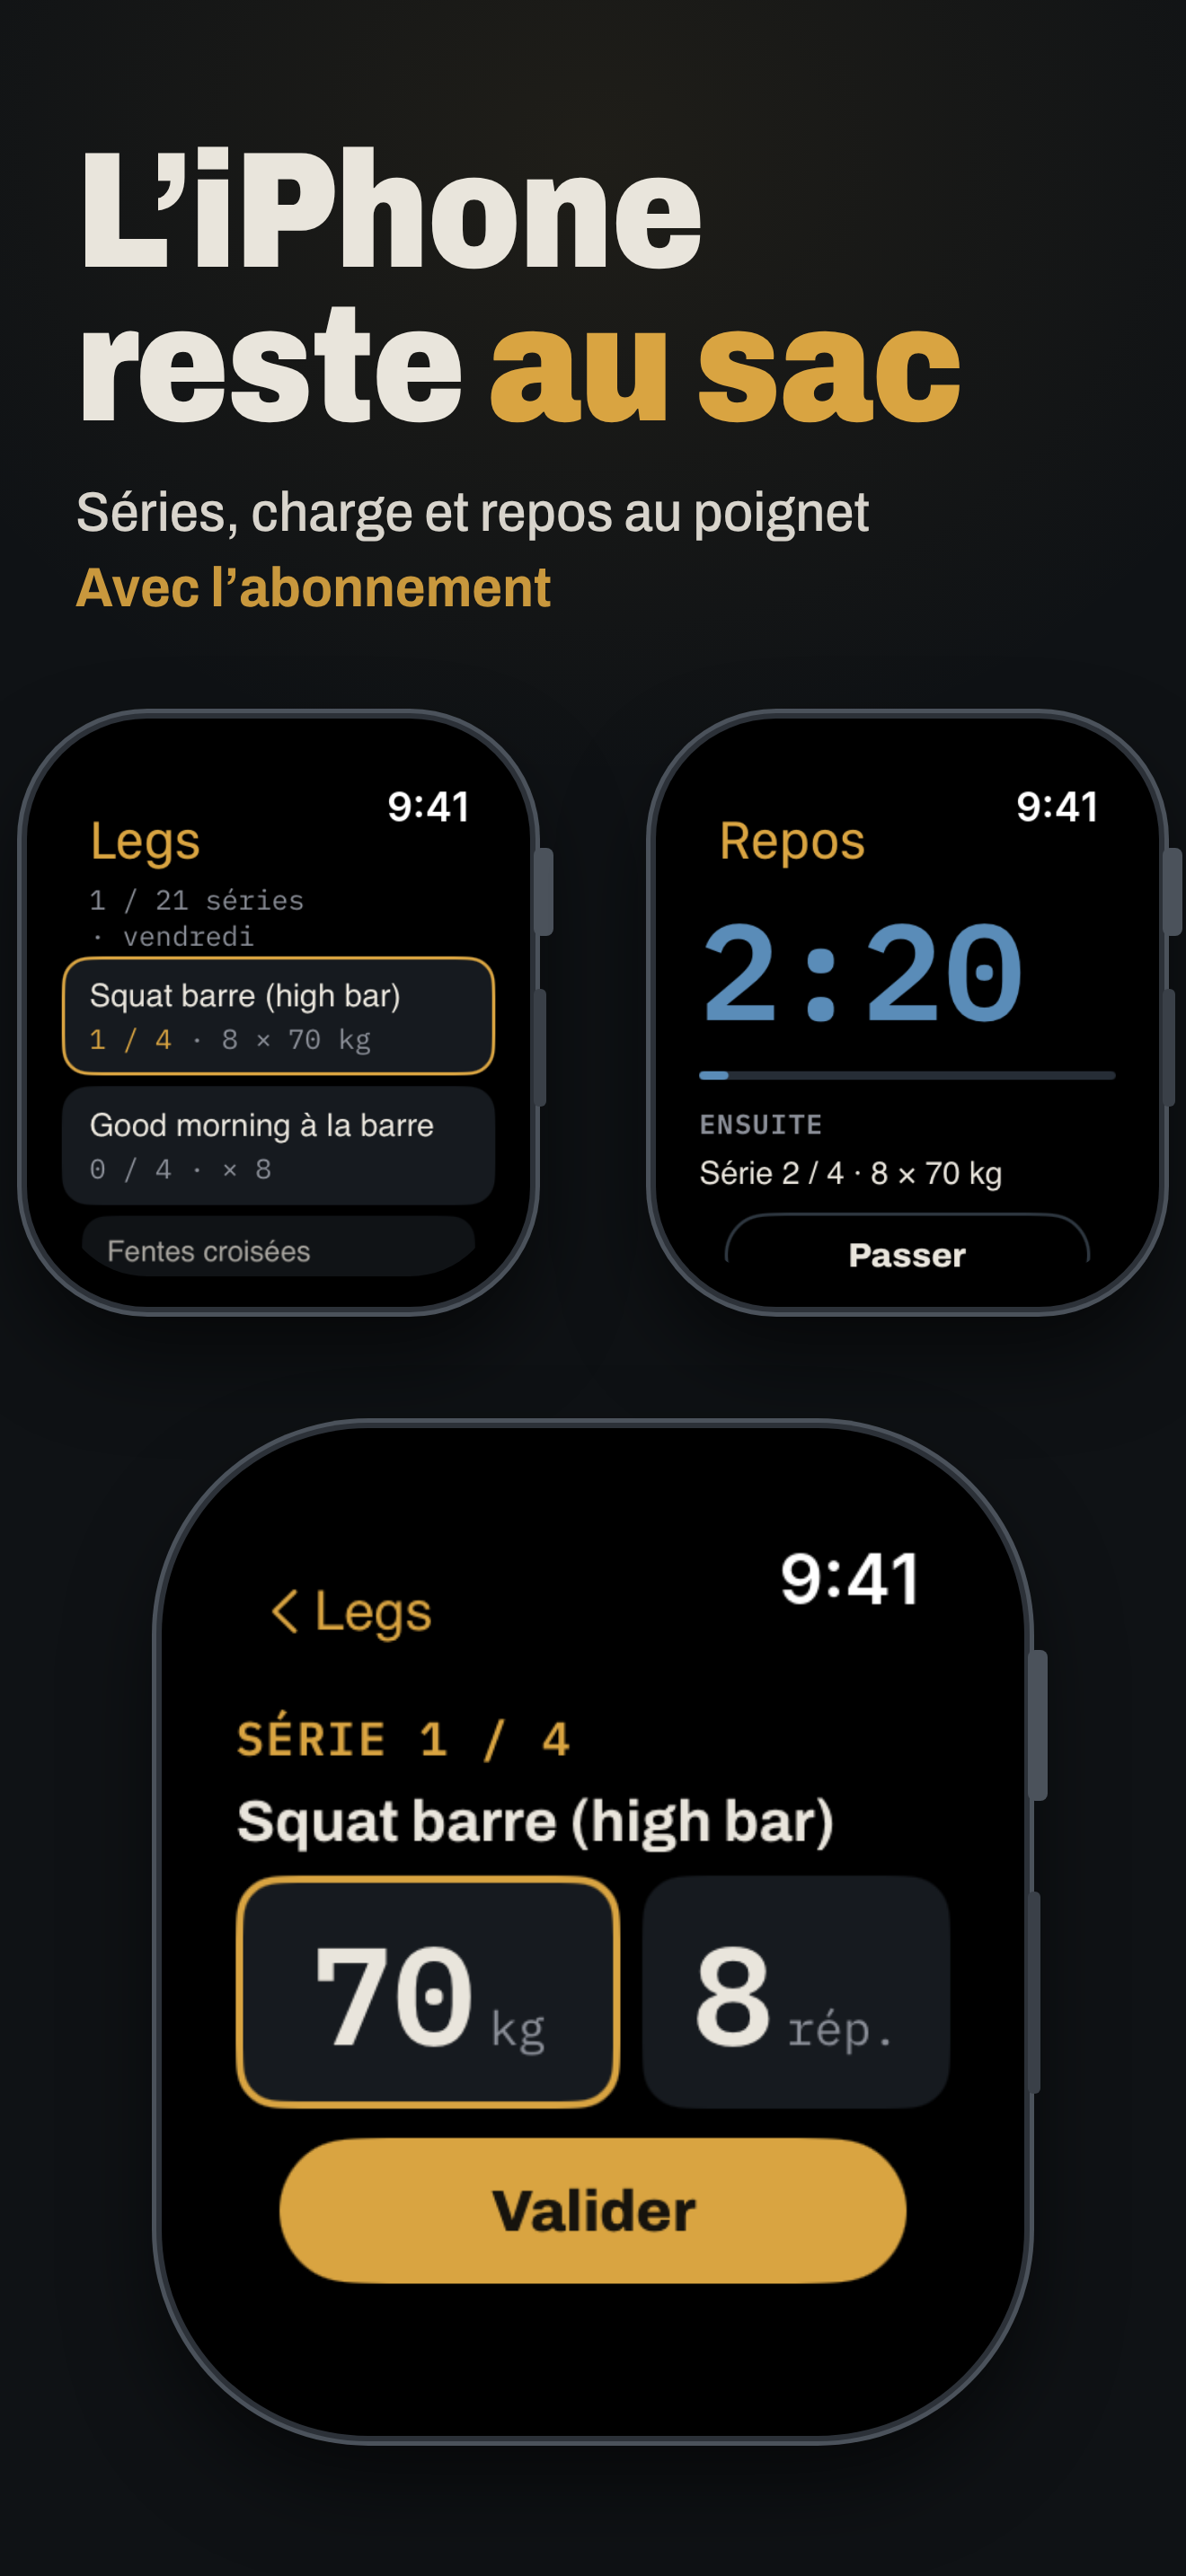 L’iPhone
reste au sac
Séries, charge et repos au poignet
Avec l’abonnement
9:41
Legs
1 / 21 séries
· vendredi
Squat barre (high bar)
1 / 4 · 8 × 70 kg
Good morning à la barre
0 / 4 · × 8
Fentes croisées
9:41
Repos
2:20
ENSUITE
Série 2 / 4 · 8 × 70 kg
Passer
9:41
Legs
SÉRIE 1 / 4
Squat barre (high bar)
70 kg
8 rép.
Valider